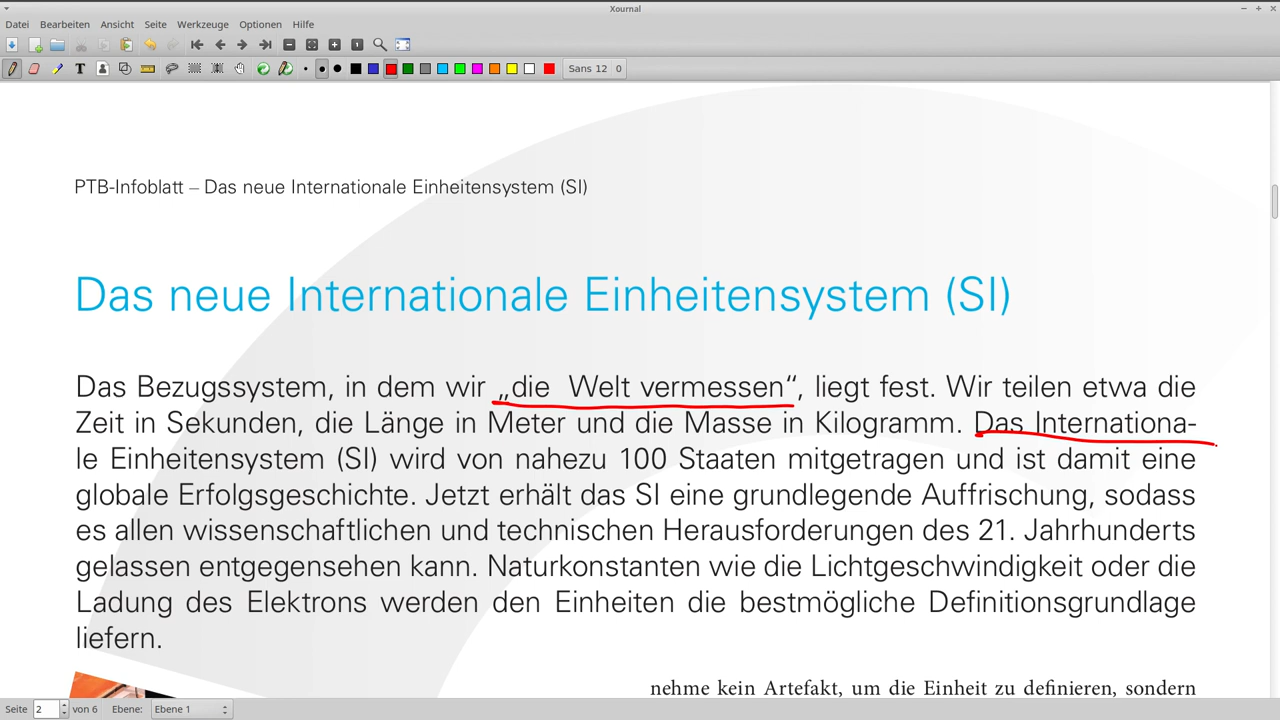 Xournal
Datei Bearbeiten Ansicht Seite Werkzeuge Optionen Hilfe
Sans 12 0
PTB-Infoblatt – Das neue Internationale Einheitensystem (SI)
Das neue Internationale Einheitensystem (SI)
Das Bezugssystem, in dem wir „die Welt vermessen“, liegt fest. Wir teilen etwa die
Zeit in Sekunden, die Länge in Meter und die Masse in Kilogramm. Das Internationa-
le Einheitensystem (SI) wird von nahezu 100 Staaten mitgetragen und ist damit eine
globale Erfolgsgeschichte. Jetzt erhält das SI eine grundlegende Auffrischung, sodass
es allen wissenschaftlichen und technischen Herausforderungen des 21. Jahrhunderts
gelassen entgegensehen kann. Naturkonstanten wie die Lichtgeschwindigkeit oder die
Ladung des Elektrons werden den Einheiten die bestmögliche Definitionsgrundlage
liefern.
nehme kein Artefakt, um die Einheit zu definieren, sondern
Seite 2 von 6 Ebene: Ebene 1